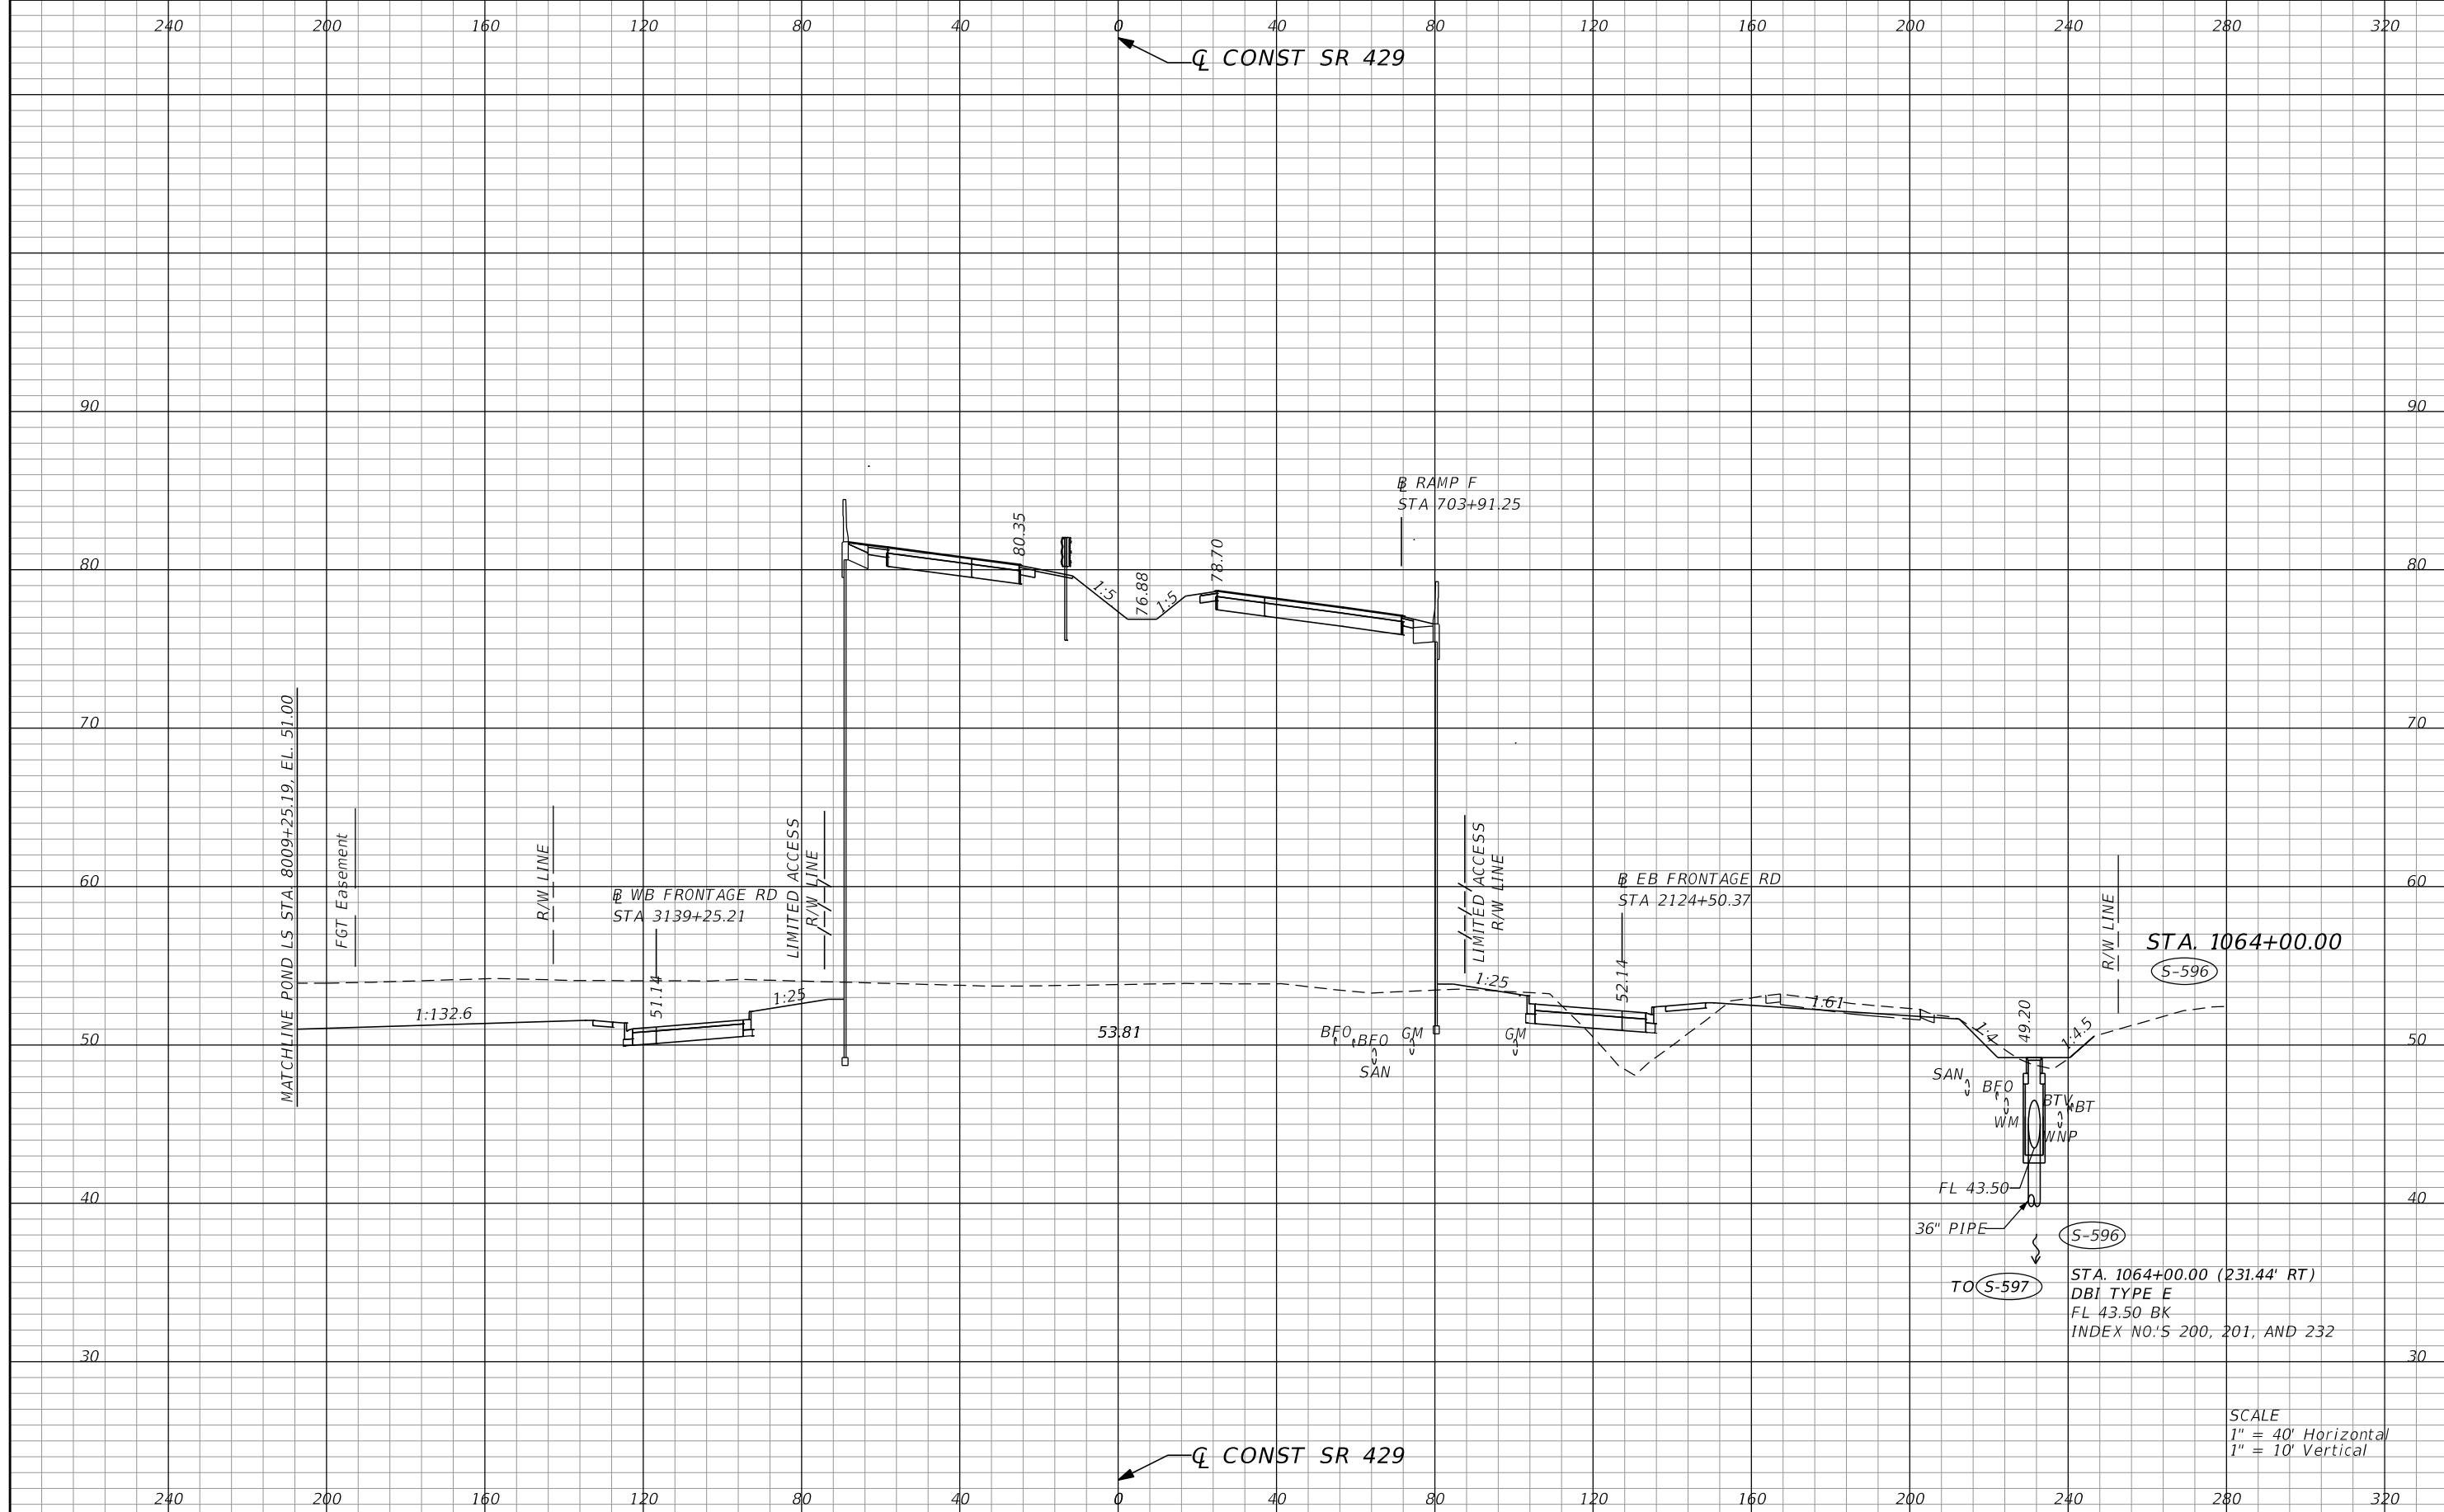 240 200 160 120 80 40 0 40 80 120 160 200 240 280 320
℄ CONST SR 429
90 90
B̲L RAMP F
STA 703+91.25
80.35
78.70
80 80
1:5
76.88
1:5
70 70
MATCHLINE POND LS STA. 8009+25.19, EL. 51.00
FGT Easement
R/W LINE
LIMITED ACCESS
R/W LINE
LIMITED ACCESS
R/W LINE
60 60
BL WB FRONTAGE RD
STA 3139+25.21
BL EB FRONTAGE RD
STA 2124+50.37
R/W LINE
STA. 1064+00.00
S-596
51.14
1:25
1:25
52.14
1:132.6
1:61
1:4
49.20
1:4.5
50 50
53.81
BFO
BFO
SAN
GM
GM
SAN
BFO
WM
BTV
BT
WNP
FL 43.50
40 40
36" PIPE
S-596
TO S-597
STA. 1064+00.00 (231.44' RT)
DBI TYPE E
FL 43.50 BK
INDEX NO.'S 200, 201, AND 232
30 30
SCALE
1" = 40' Horizontal
1" = 10' Vertical
℄ CONST SR 429
240 200 160 120 80 40 0 40 80 120 160 200 240 280 320